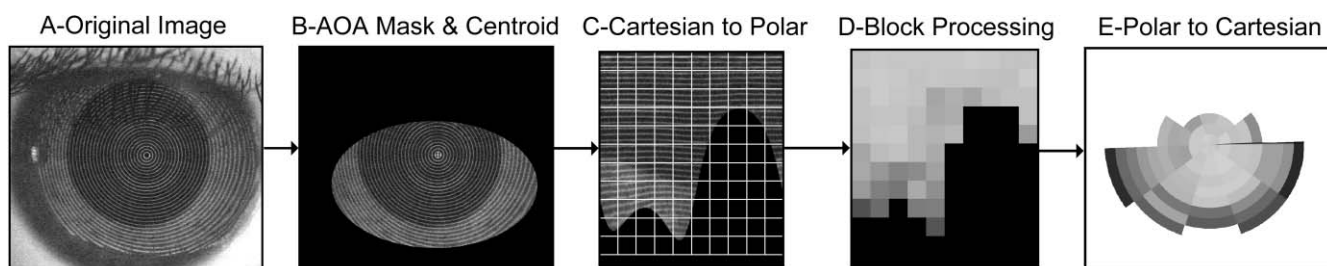 A-Original Image
B-AOA Mask & Centroid
C-Cartesian to Polar
D-Block Processing
E-Polar to Cartesian